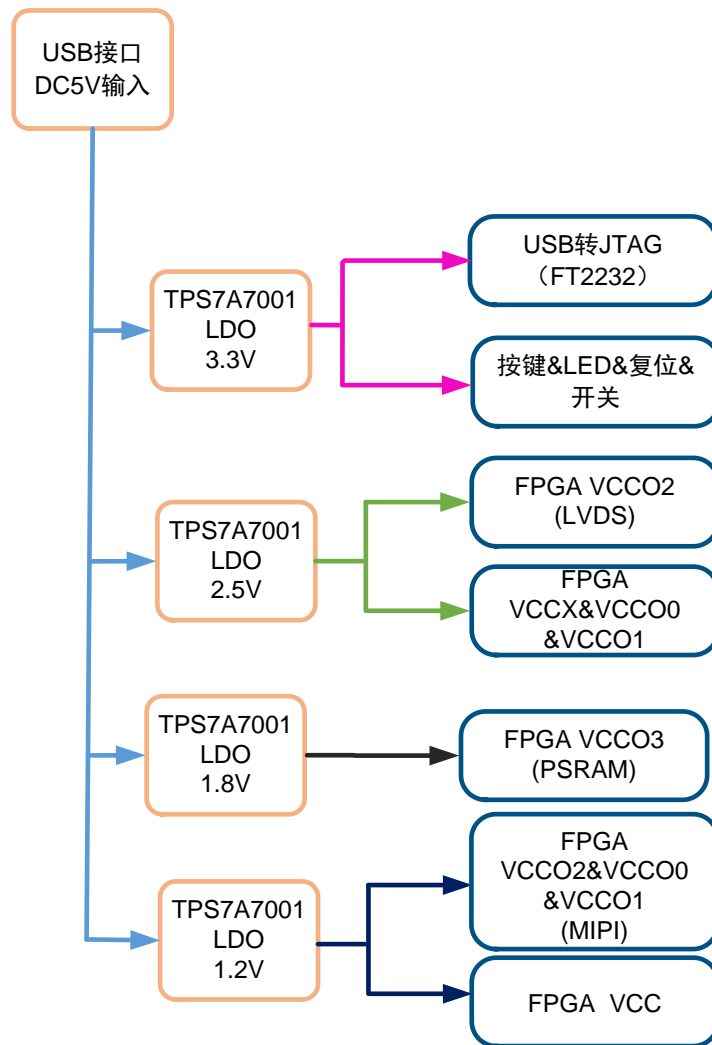 USB接口
DC5V输入
TPS7A7001
LDO
3.3V
USB转JTAG
（FT2232）
按键&LED&复位&
开关
TPS7A7001
LDO
2.5V
FPGA VCCO2
(LVDS)
FPGA
VCCX&VCCO0
&VCCO1
TPS7A7001
LDO
1.8V
FPGA VCCO3
(PSRAM)
TPS7A7001
LDO
1.2V
FPGA
VCCO2&VCCO0
&VCCO1
(MIPI)
FPGA VCC